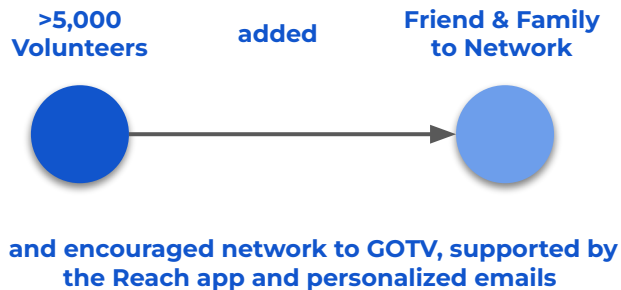 >5,000
Volunteers
added
Friend & Family
to Network
and encouraged network to GOTV, supported by
the Reach app and personalized emails